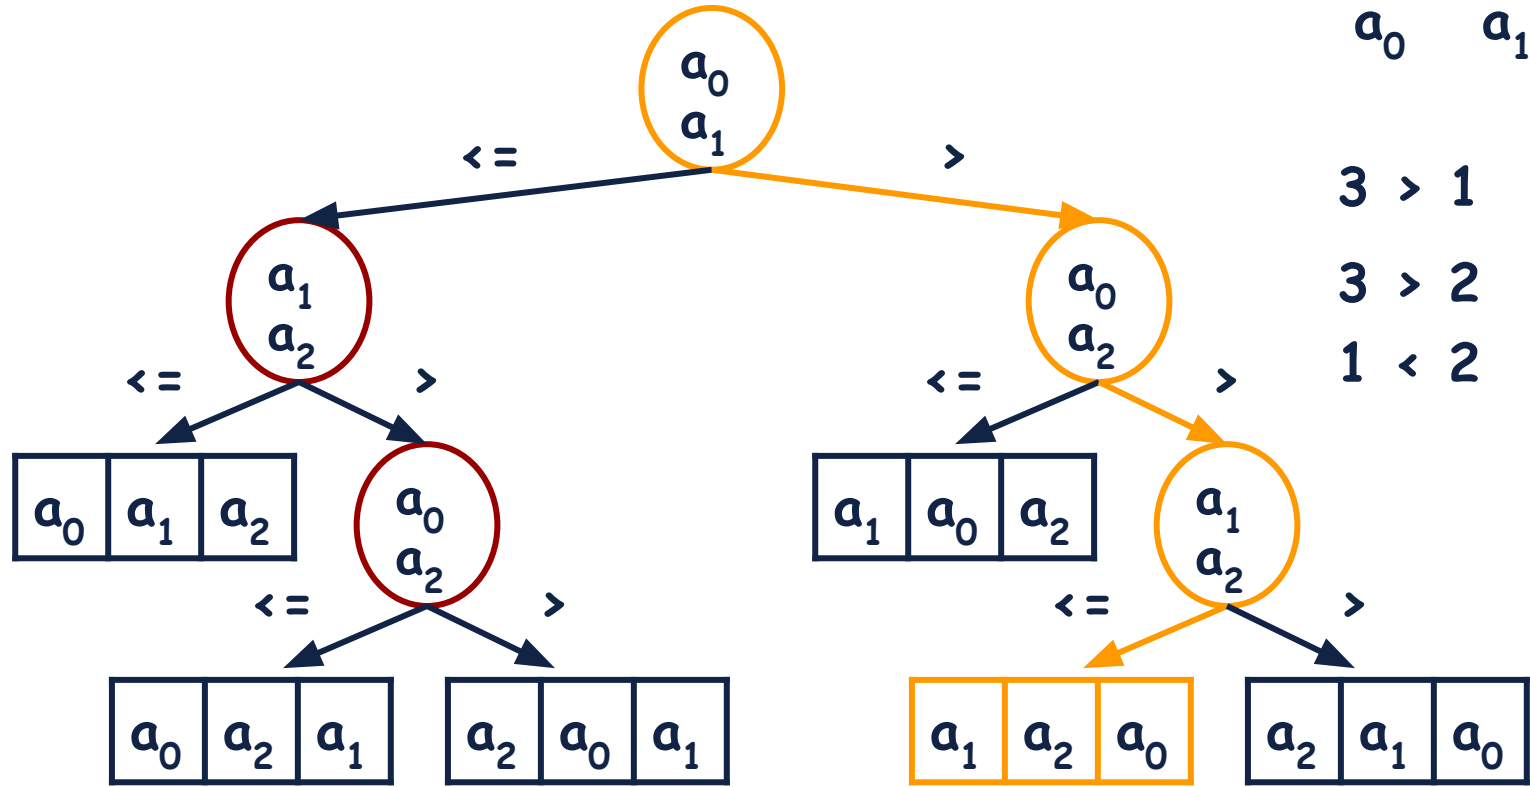 a0 a1
a0
a1
<= >
3 > 1
a1
a2
a0
a2
3 > 2
1 < 2
<= > <= >
a0 a1 a2
a0
a2
a1 a0 a2
a1
a2
<= > <= >
a0 a2 a1
a2 a0 a1
a1 a2 a0
a2 a1 a0